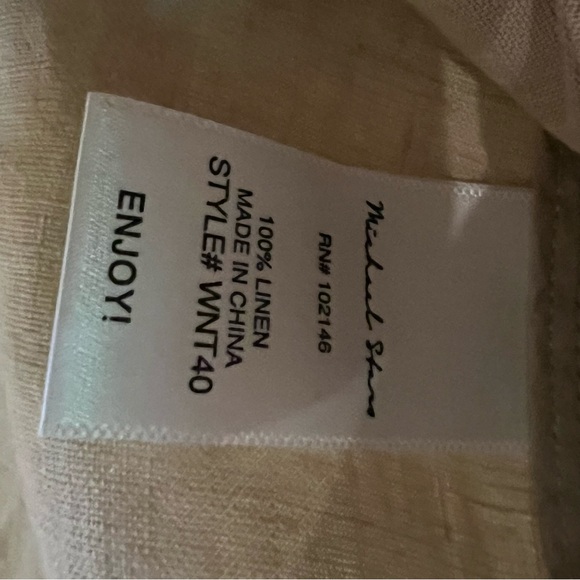 Michael Stars
RN# 102146
100% LINEN
MADE IN CHINA
STYLE# WNT40
ENJOY!